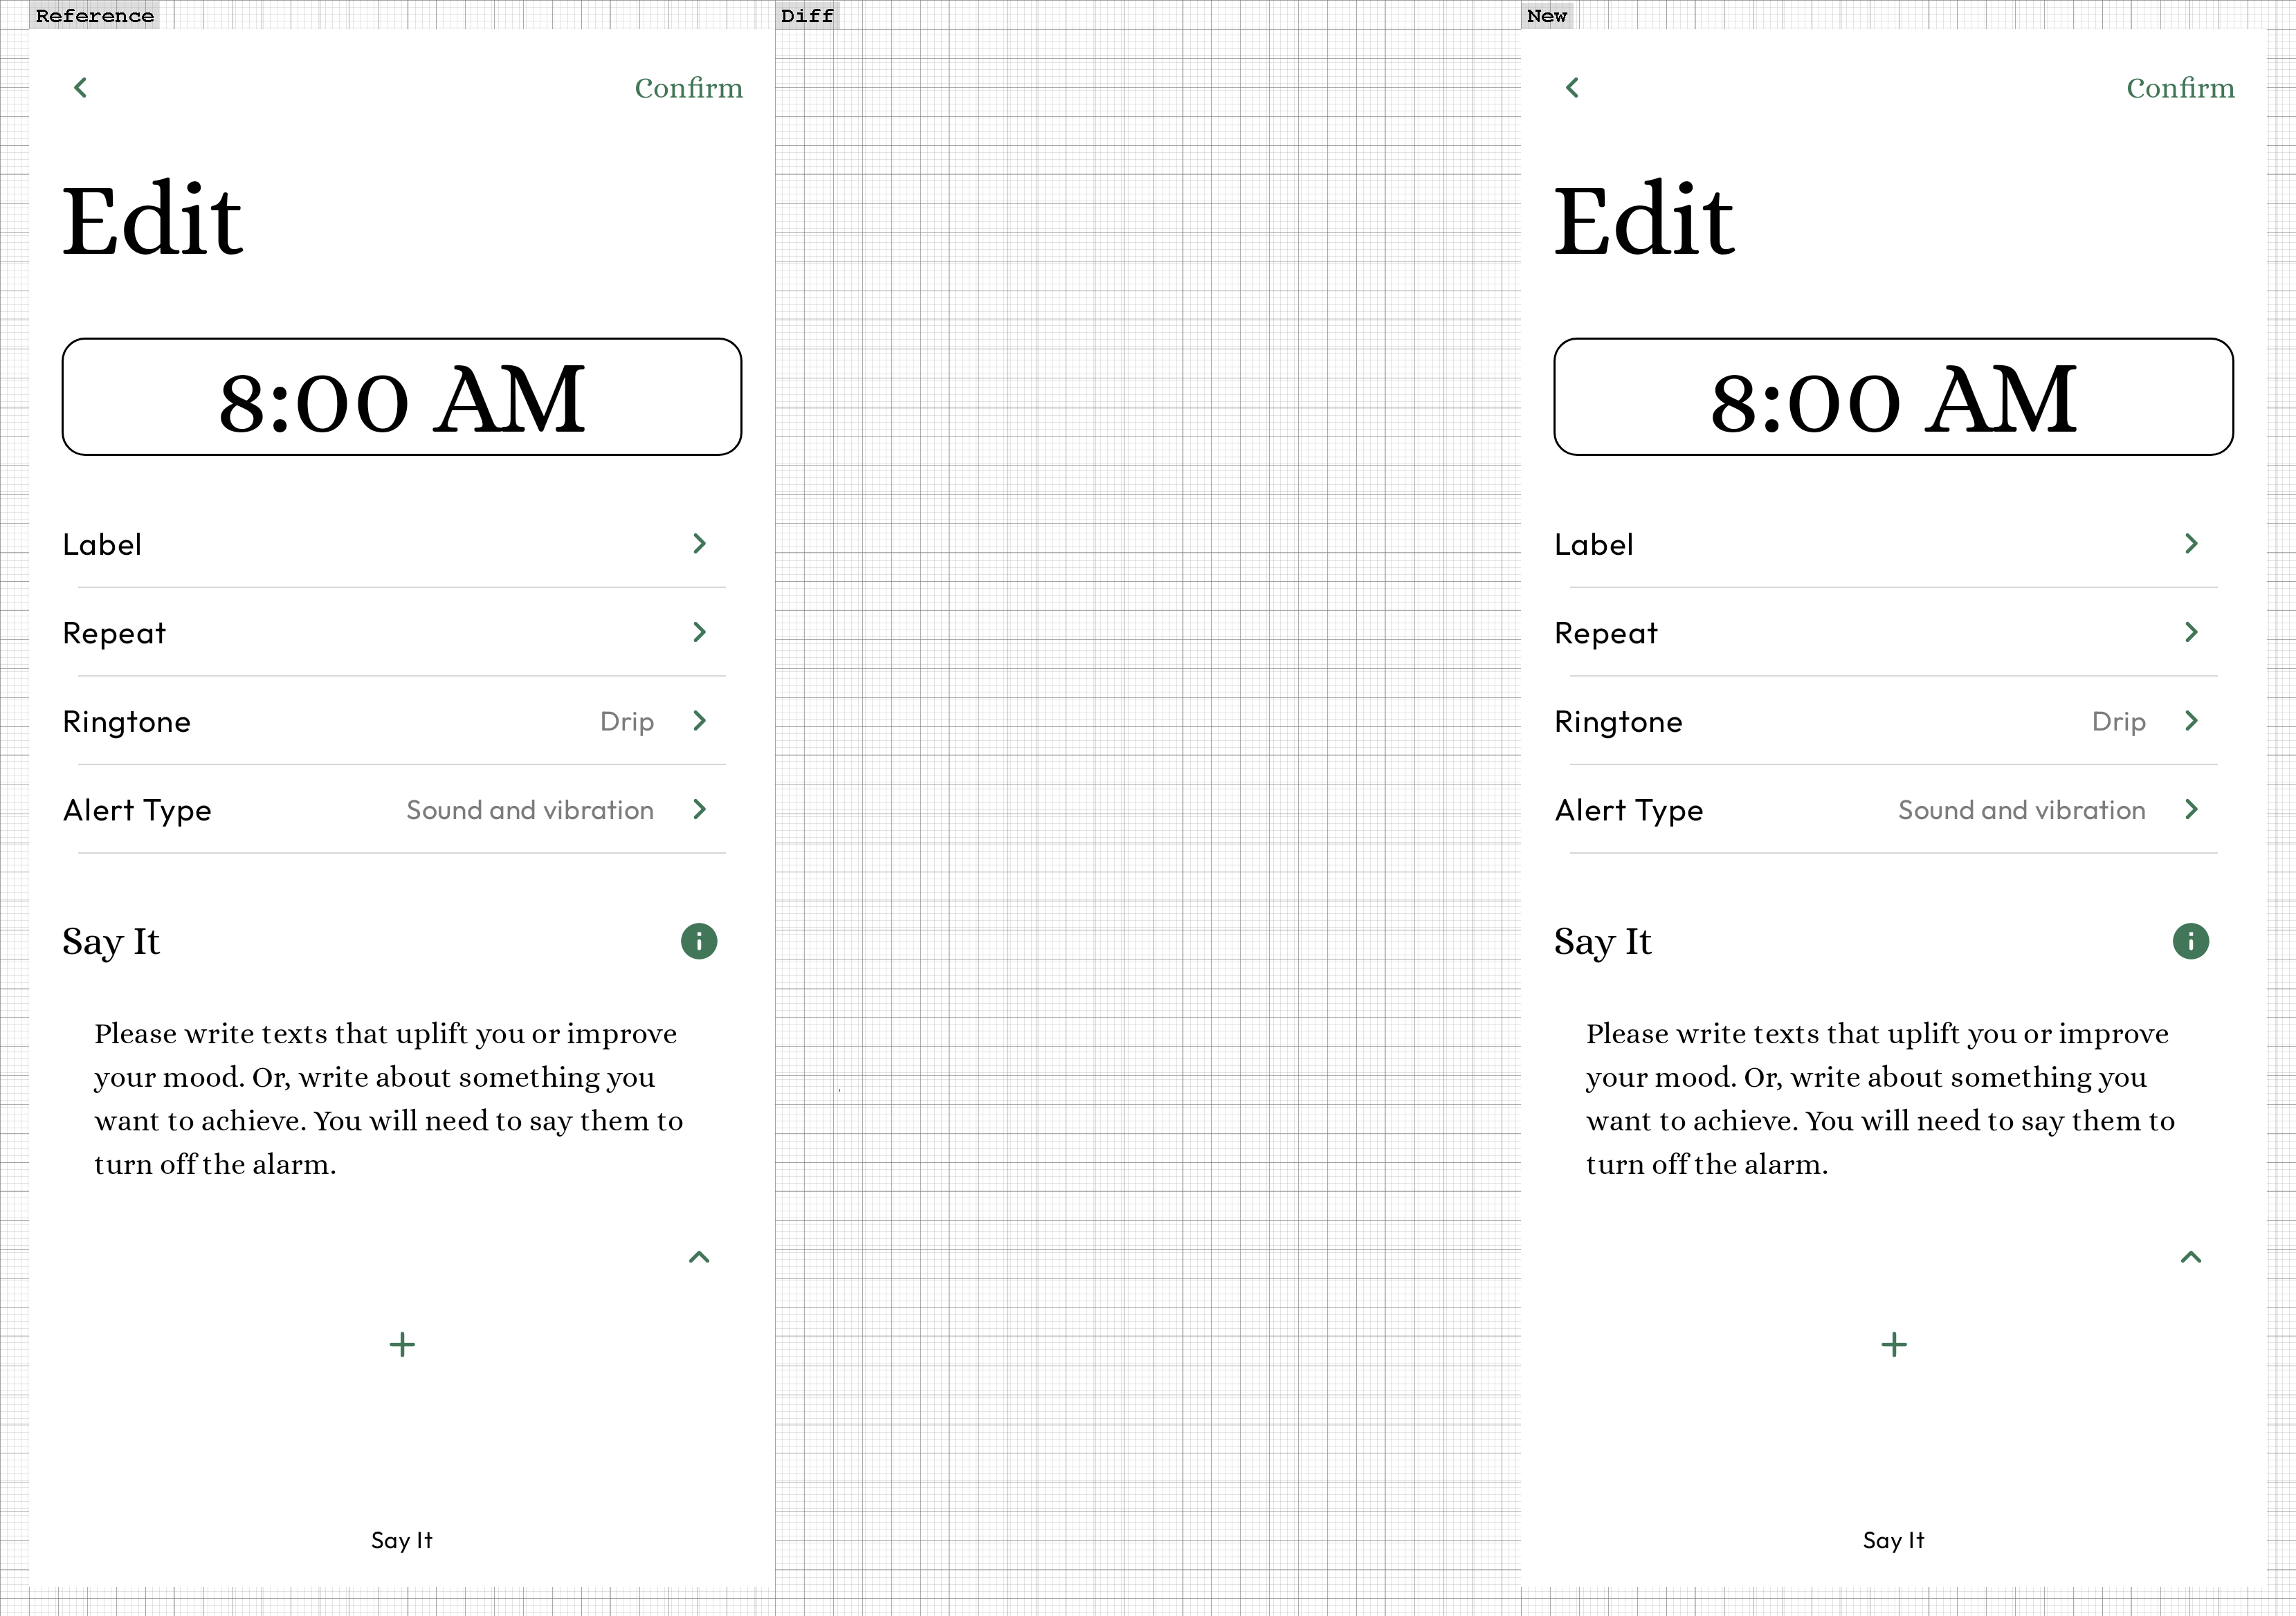 Reference
Confirm
Edit
8:00 AM
Label
Repeat
Ringtone Drip
Alert Type Sound and vibration
Say It
Please write texts that uplift you or improve
your mood. Or, write about something you
want to achieve. You will need to say them to
turn off the alarm.
Say It
Diff
New
Confirm
Edit
8:00 AM
Label
Repeat
Ringtone Drip
Alert Type Sound and vibration
Say It
Please write texts that uplift you or improve
your mood. Or, write about something you
want to achieve. You will need to say them to
turn off the alarm.
Say It